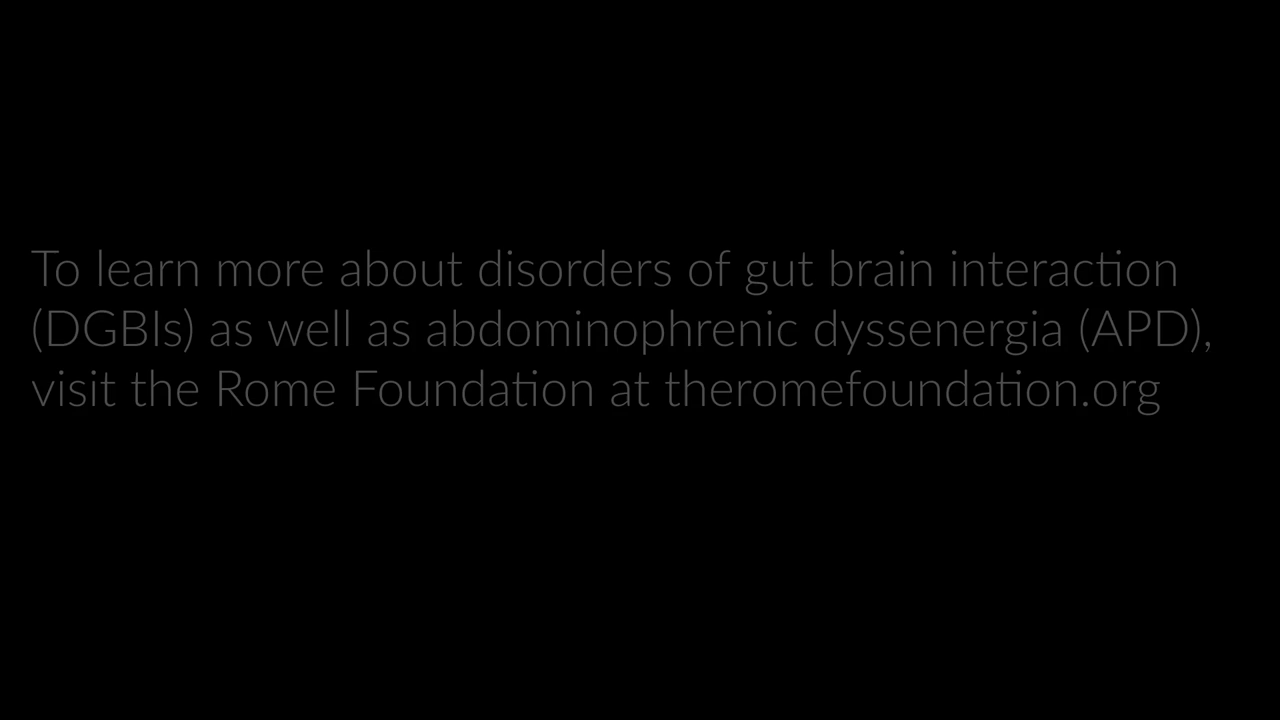 To learn more about disorders of gut brain interaction
(DGBIs) as well as abdominophrenic dyssenergia (APD),
visit the Rome Foundation at theromefoundation.org